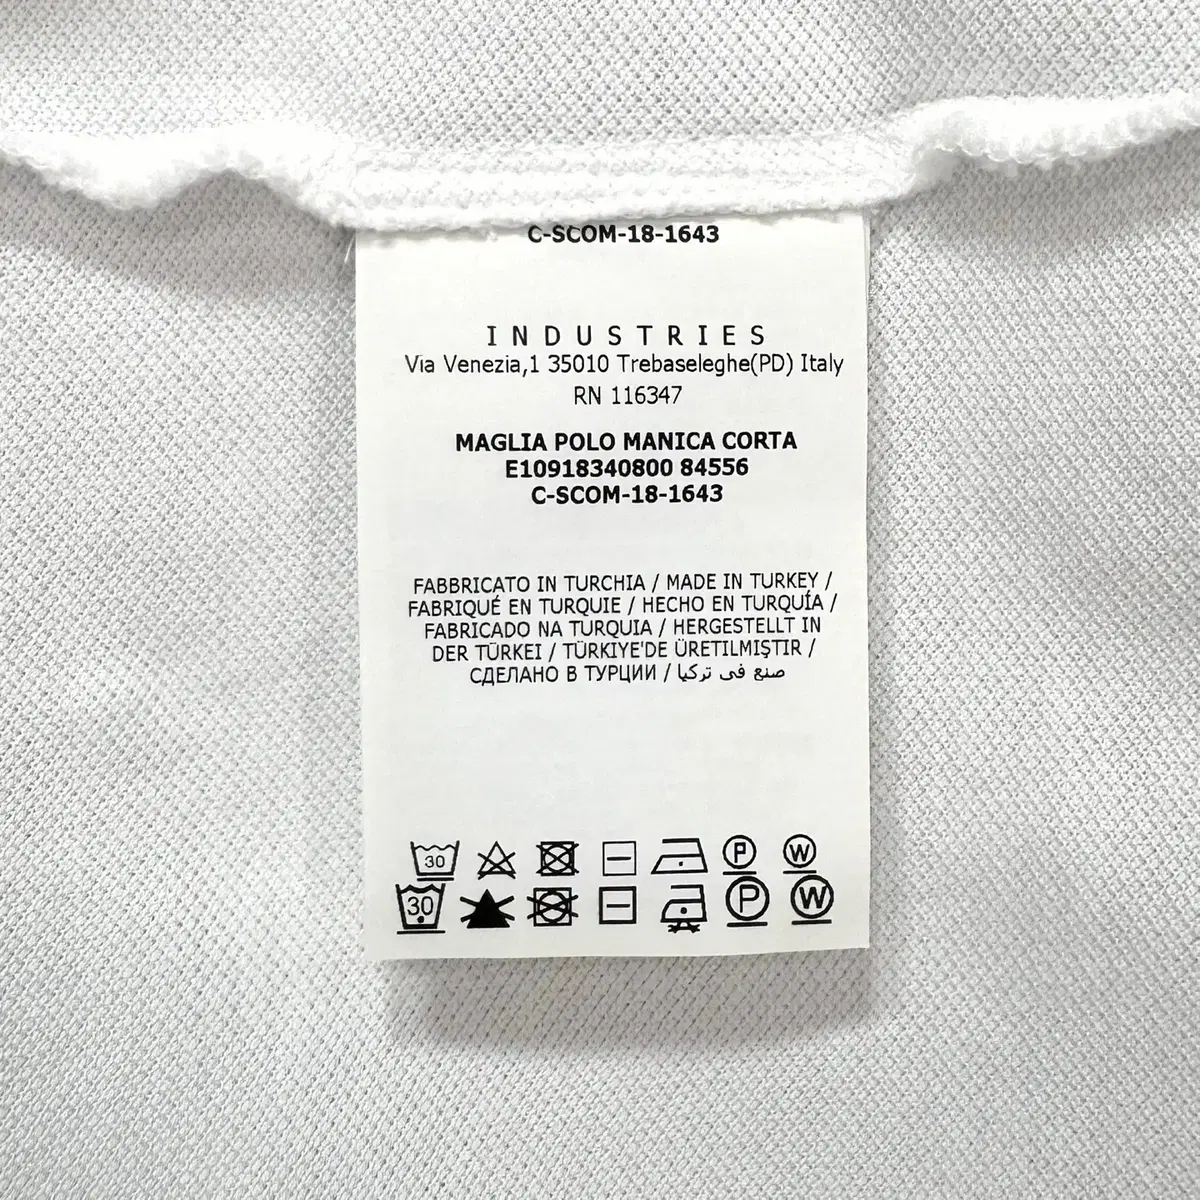 C-SCOM-18-1643
INDUSTRIES
Via Venezia,1 35010 Trebaseleghe(PD) Italy
RN 116347
MAGLIA POLO MANICA CORTA
E10918340800 84556
C-SCOM-18-1643
FABBRICATO IN TURCHIA / MADE IN TURKEY /
FABRIQUÉ EN TURQUIE / HECHO EN TURQUÍA /
FABRICADO NA TURQUIA / HERGESTELLT IN
DER TÜRKEI / TÜRKIYE'DE ÜRETILMIŞTIR /
СДЕЛАНО В ТУРЦИИ / صنع فى تركيا
30 P W
30 P W